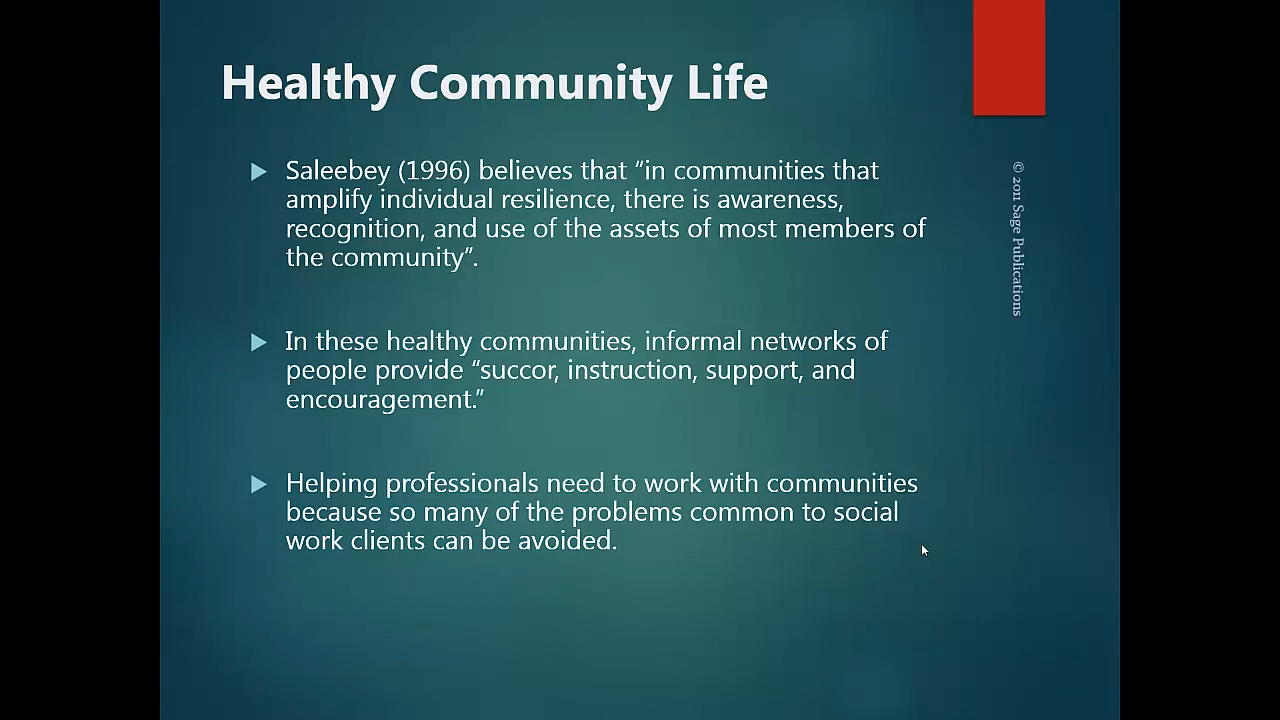 Healthy Community Life
Saleebey (1996) believes that “in communities that
amplify individual resilience, there is awareness,
recognition, and use of the assets of most members of
the community”.
In these healthy communities, informal networks of
people provide “succor, instruction, support, and
encouragement.”
Helping professionals need to work with communities
because so many of the problems common to social
work clients can be avoided.
© 2011 Sage Publications